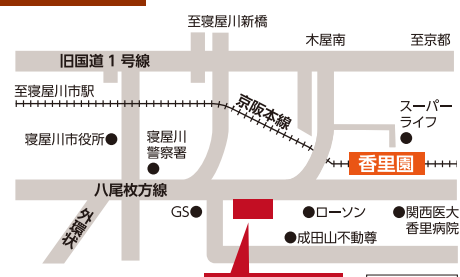 至寝屋川新橋
木屋南
至京都
旧国道1号線
至寝屋川市駅
京阪本線
スーパー
ライフ
寝屋川市役所
寝屋川
警察署
香里園
八尾枚方線
外環状
GS
ローソン
関西医大
香里病院
成田山不動尊